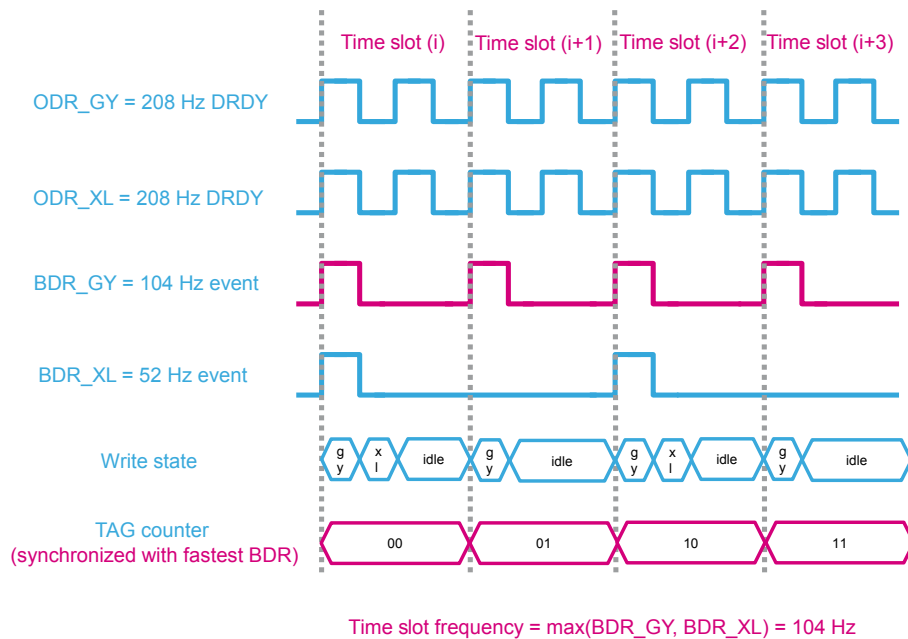 Time slot (i) Time slot (i+1) Time slot (i+2) Time slot (i+3)
ODR_GY = 208 Hz DRDY
ODR_XL = 208 Hz DRDY
BDR_GY = 104 Hz event
BDR_XL = 52 Hz event
Write state
g
y
x
l
idle
g
y
idle
g
y
x
l
idle
g
y
idle
TAG counter
(synchronized with fastest BDR)
00 01 10 11
Time slot frequency = max(BDR_GY, BDR_XL) = 104 Hz